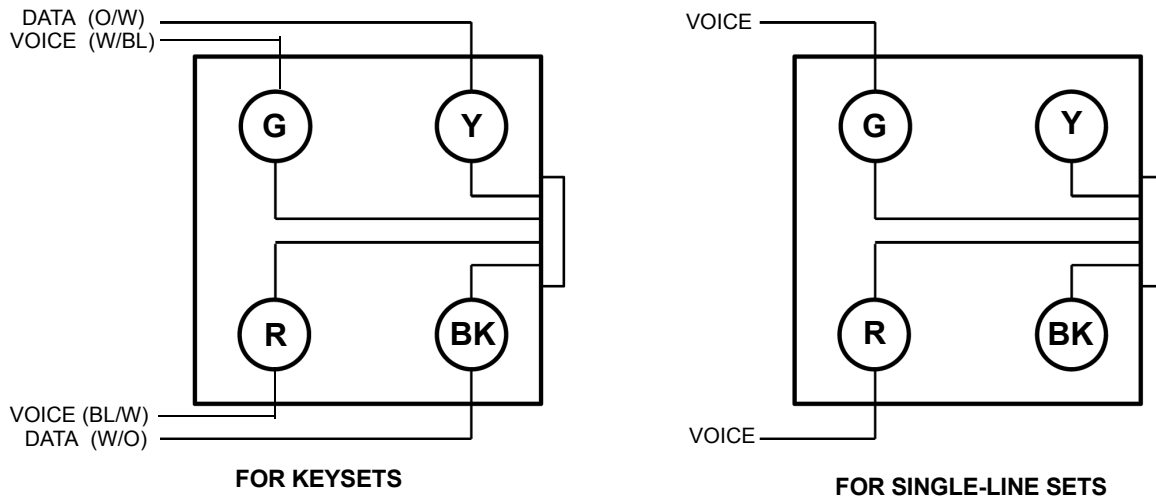 DATA (O/W)
VOICE (W/BL)
G
Y
R
BK
VOICE (BL/W)
DATA (W/O)
FOR KEYSETS
VOICE
G
Y
R
BK
VOICE
FOR SINGLE-LINE SETS